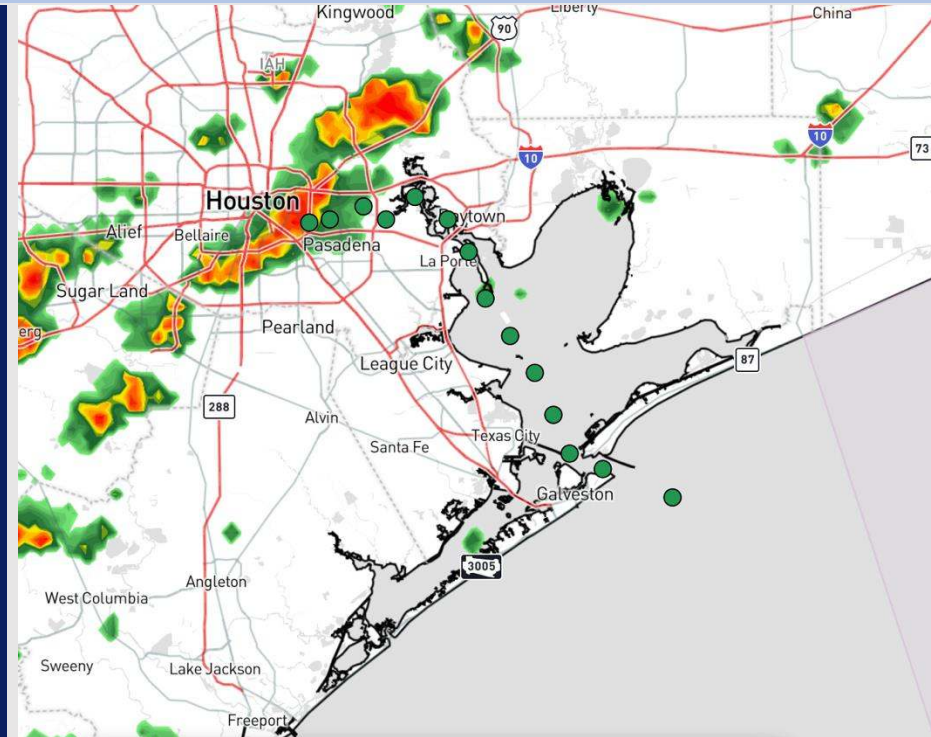 Kingwood
Liberty
China
90
IAH
10
10
73
Houston
Baytown
Alief
Bellaire
Pasadena
La Porte
Sugar Land
erg
Pearland
League City
87
288
Alvin
Texas City
Santa Fe
Galveston
3005
Angleton
West Columbia
Sweeny
Lake Jackson
Freeport